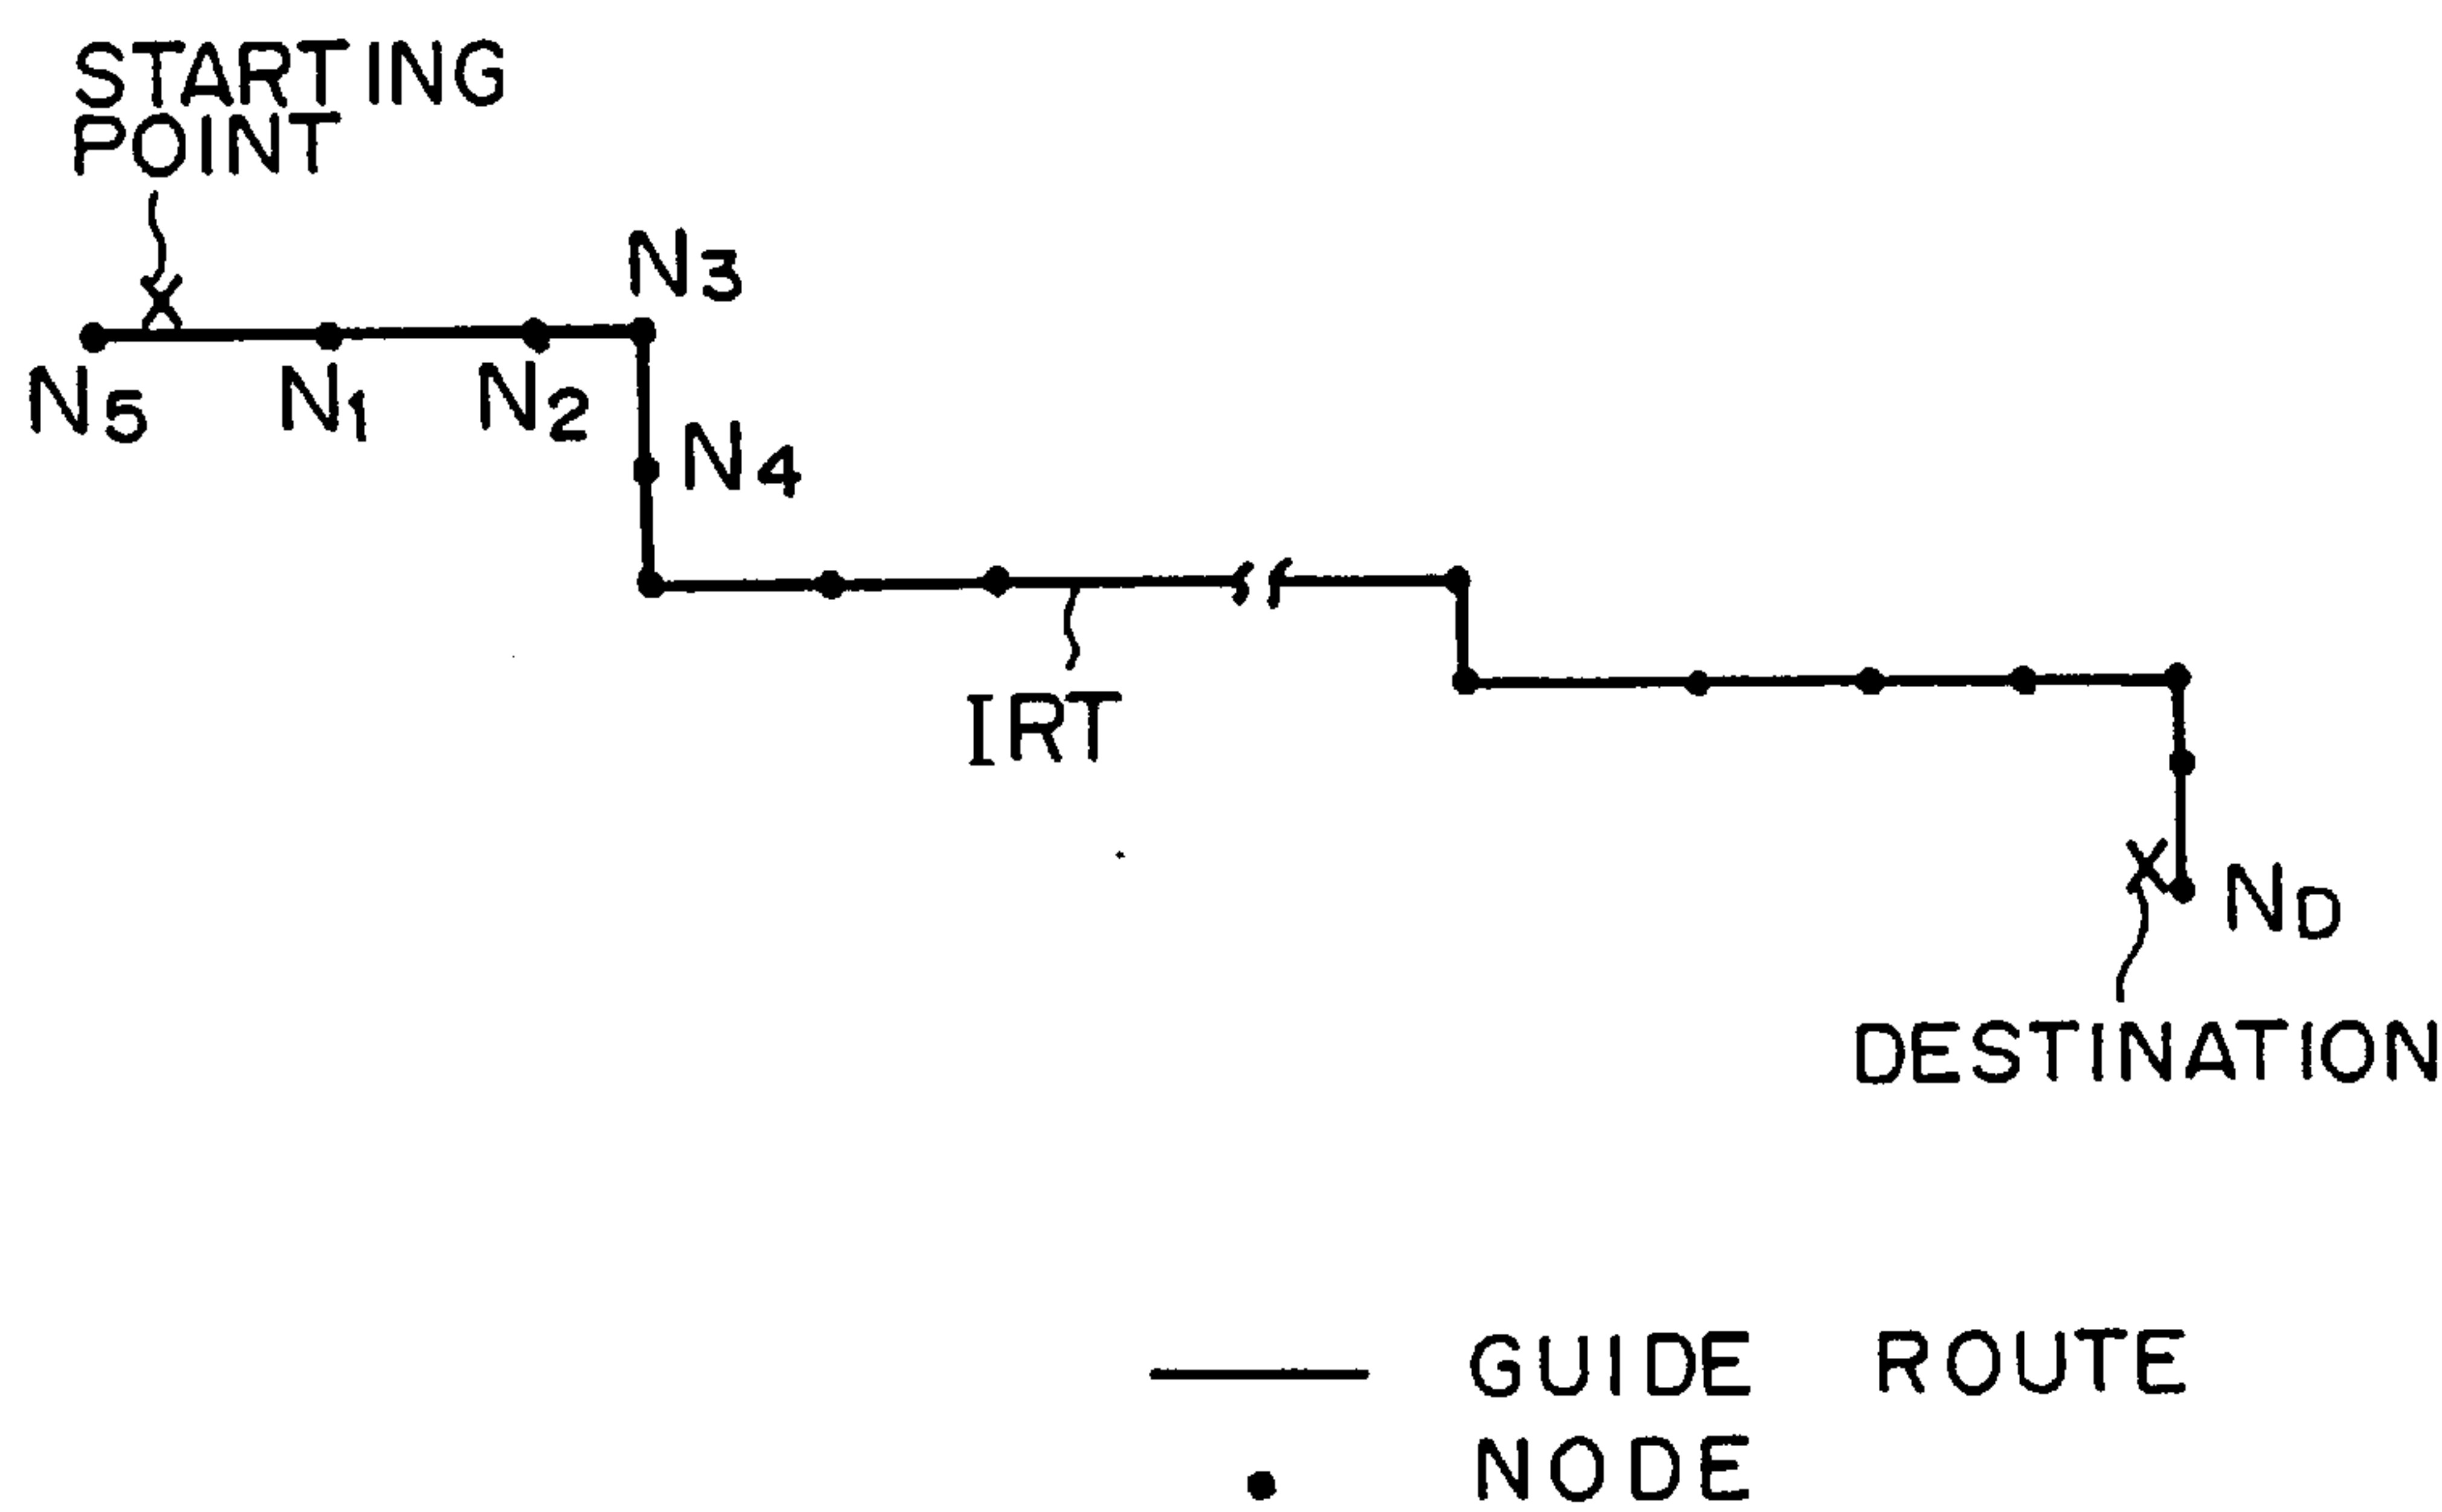 STARTING
POINT
N3
N5 N1 N2
N4
IRT
ND
DESTINATION
GUIDE ROUTE
NODE